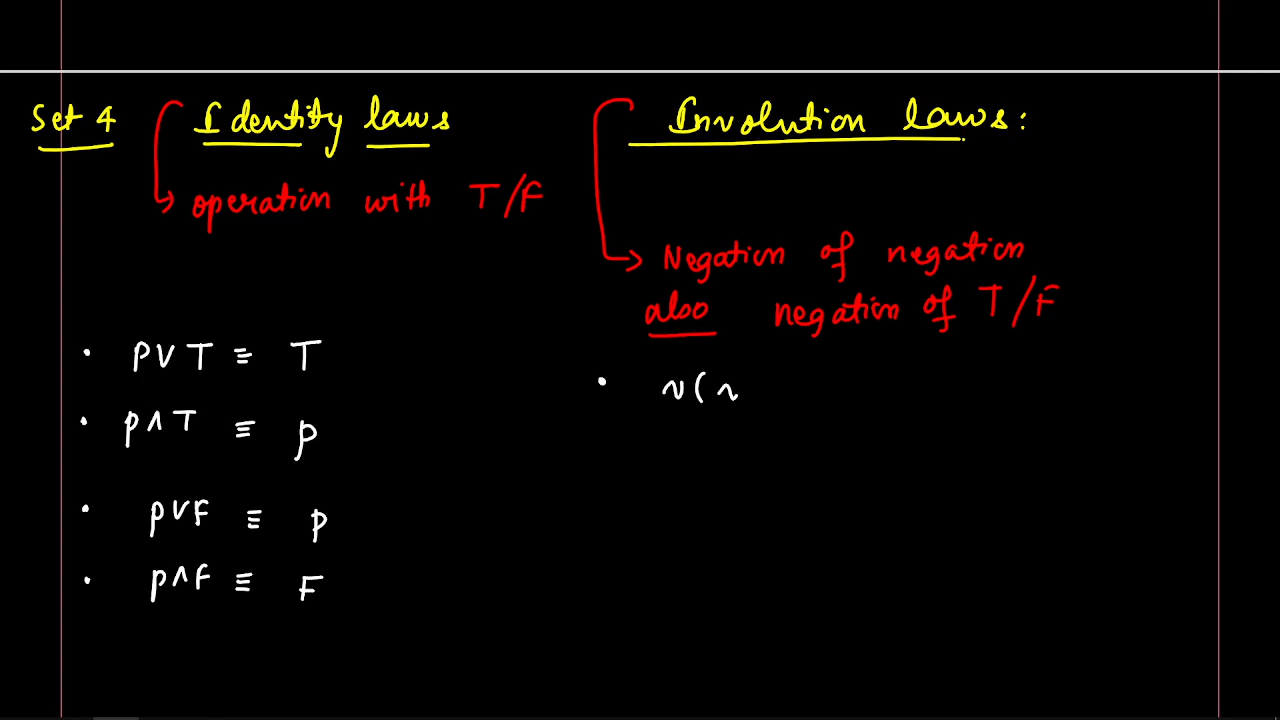 Set 4
Identity laws
operation with T/F
p∨T ≡ T
p∧T ≡ p
p∨F ≡ p
p∧F ≡ F
Involution laws:
Negation of negation
also negation of T/F
~(~